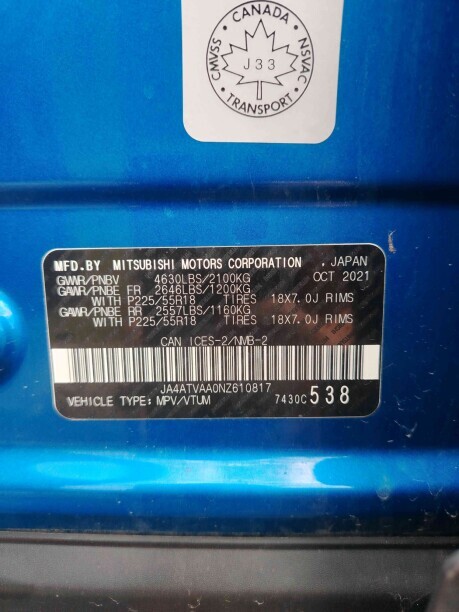 CANADA
CMVSS
NSVAC
J33
TRANSPORT
MFD.BY MITSUBISHI MOTORS CORPORATION . JAPAN
GVWR/PNBV 4630LBS/2100KG OCT 2021
GAWR/PNBE FR 2646LBS/1200KG
WITH P225/55R18 TIRES 18X7.0J RIMS
GAWR/PNBE RR 2557LBS/1160KG
WITH P225/55R18 TIRES 18X7.0J RIMS
CAN ICES-2/NMB-2
JA4ATVAA0NZ610817
VEHICLE TYPE: MPV/VTUM 7430C 538